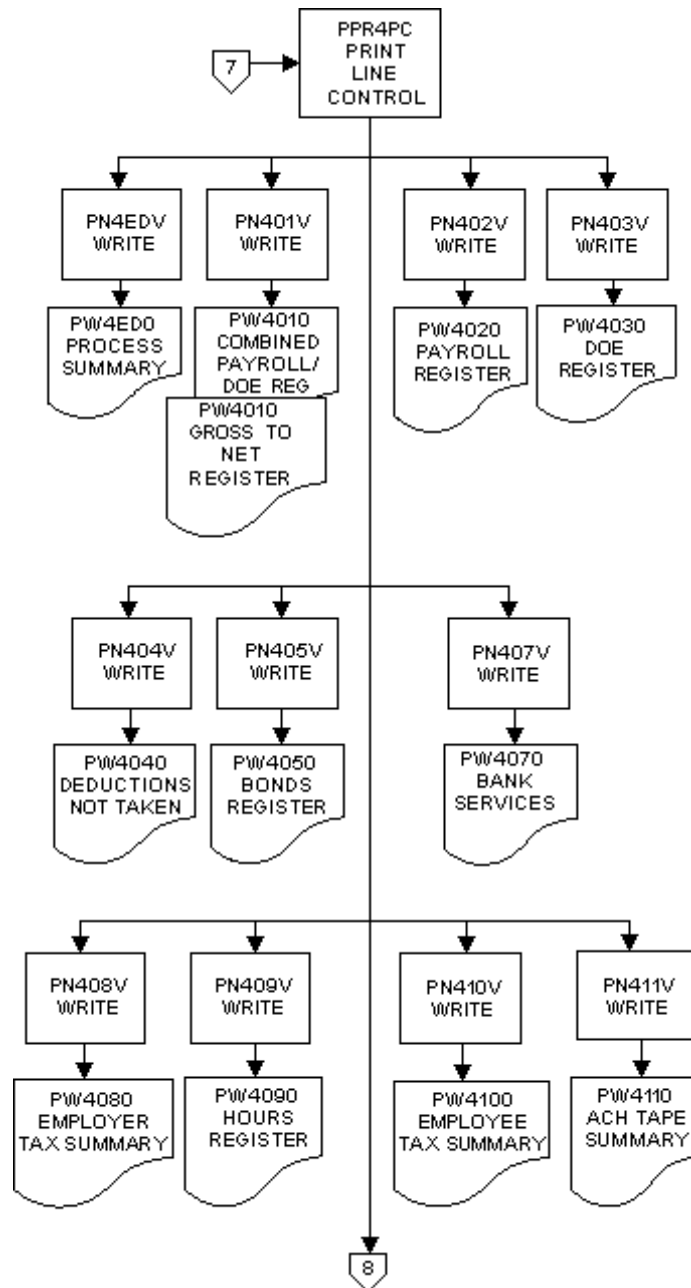 PPR4PC
PRINT
LINE
CONTROL
7
PN4EDV
WRITE
PN401V
WRITE
PN402V
WRITE
PN403V
WRITE
PW4ED0
PROCESS
SUMMARY
PW4010
COMBINED
PAYROLL/
DOE REG
PW4010
GROSS TO
NET
REGISTER
PW4020
PAYROLL
REGISTER
PW4030
DOE
REGISTER
PN404V
WRITE
PN405V
WRITE
PN407V
WRITE
PW4040
DEDUCTIONS
NOT TAKEN
PW4050
BONDS
REGISTER
PW4070
BANK
SERVICES
PN408V
WRITE
PN409V
WRITE
PN410V
WRITE
PN411V
WRITE
PW4080
EMPLOYER
TAX SUMMARY
PW4090
HOURS
REGISTER
PW4100
EMPLOYEE
TAX SUMMARY
PW4110
ACH TAPE
SUMMARY
8